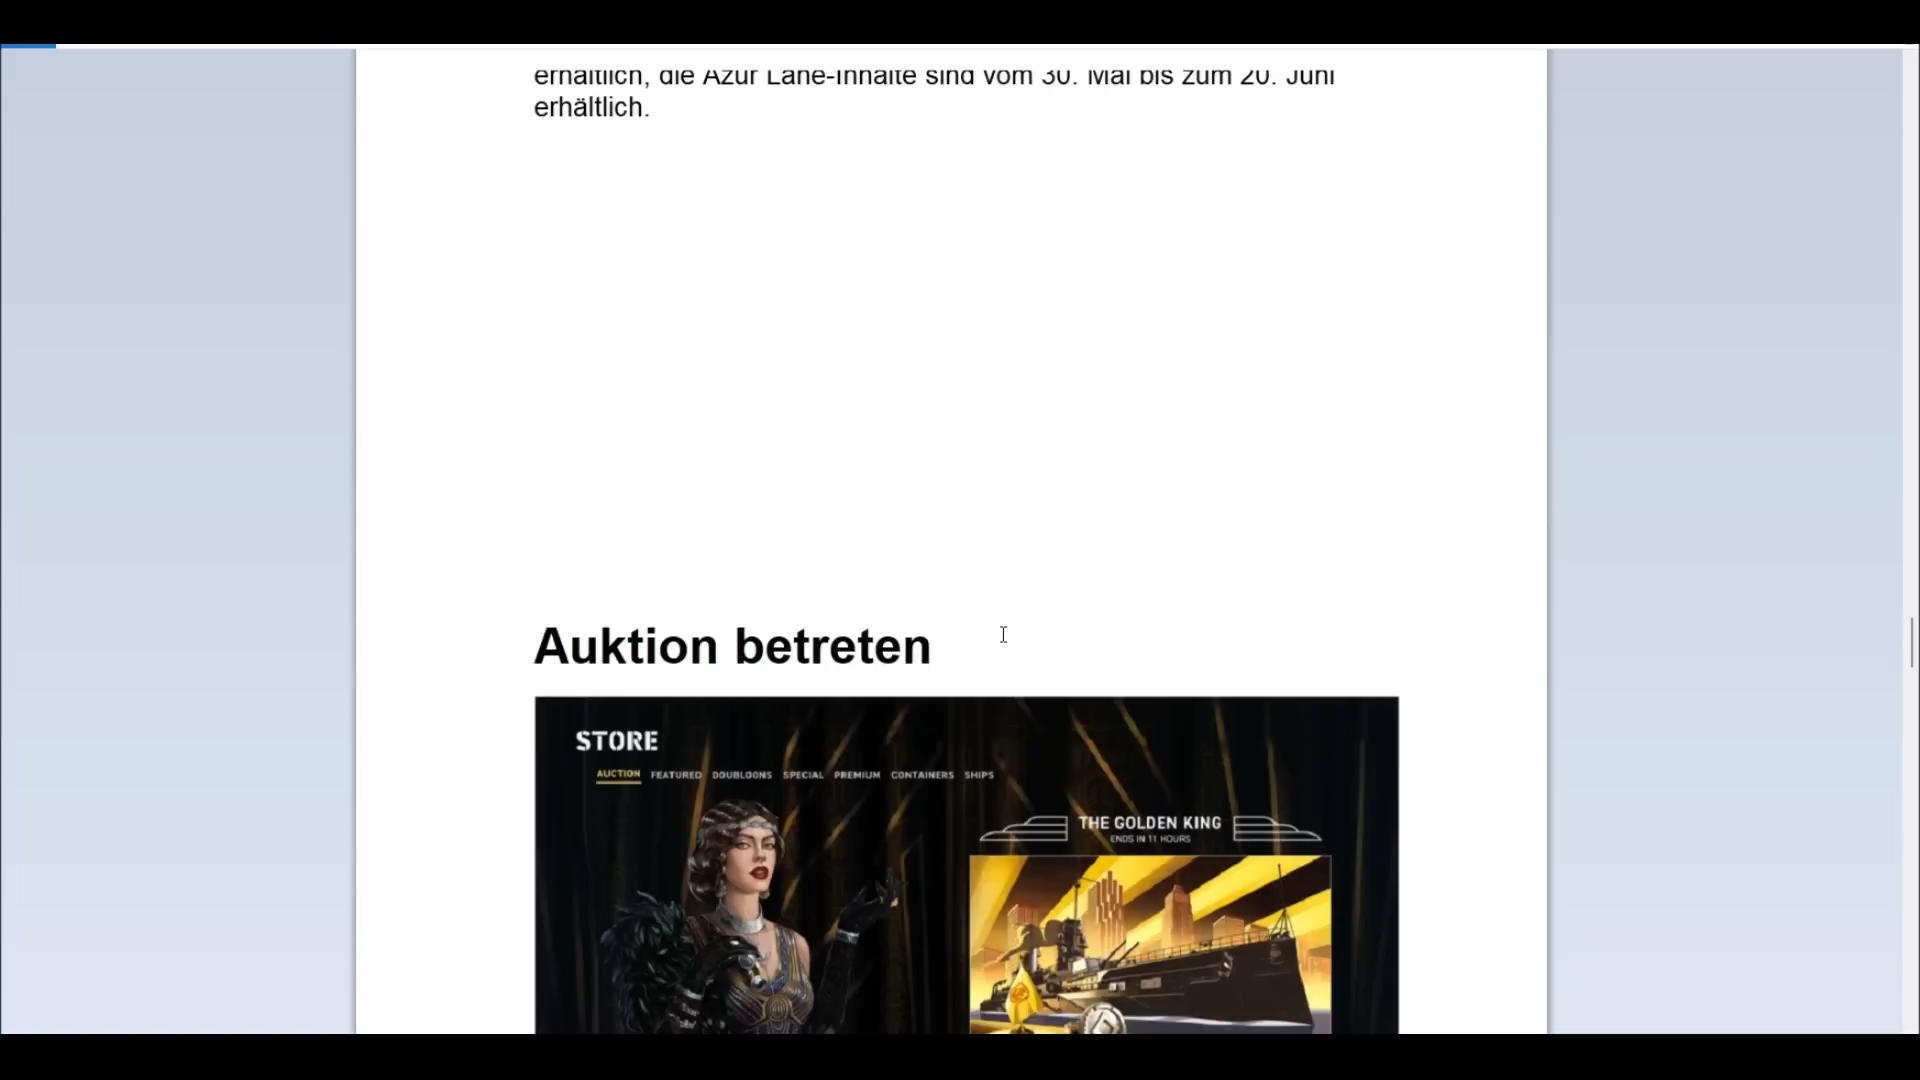 erhältlich, die Azur Lane-Inhalte sind vom 30. Mai bis zum 20. Juni
erhältlich.
Auktion betreten
STORE
AUCTION FEATURED DOUBLOONS SPECIAL PREMIUM CONTAINERS SHIPS
THE GOLDEN KING
ENDS IN 11 HOURS